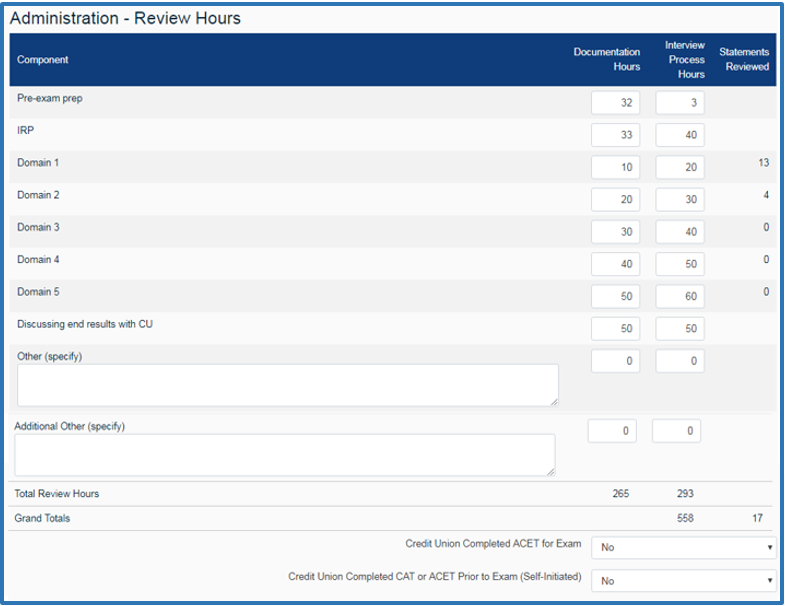 Administration - Review Hours
Component Documentation Hours Interview Process Hours Statements Reviewed
Pre-exam prep 32 3
IRP 33 40
Domain 1 10 20 13
Domain 2 20 30 4
Domain 3 30 40 0
Domain 4 40 50 0
Domain 5 50 60 0
Discussing end results with CU 50 50
Other (specify) 0 0
Additional Other (specify) 0 0
Total Review Hours 265 293
Grand Totals 558 17
Credit Union Completed ACET for Exam No
Credit Union Completed CAT or ACET Prior to Exam (Self-Initiated) No